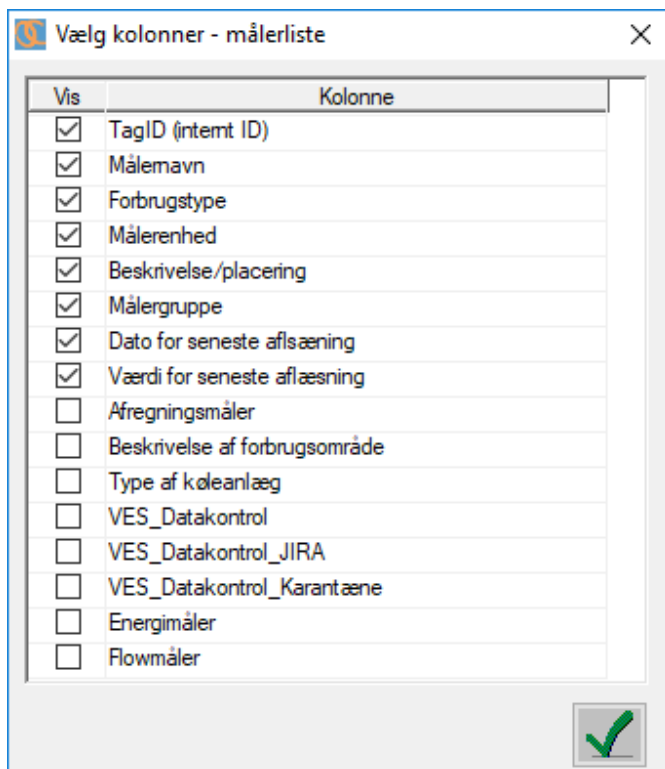 Vælg kolonner - målerliste
Vis Kolonne
TagID (internt ID)
Målernavn
Forbrugstype
Målerenhed
Beskrivelse/placering
Målergruppe
Dato for seneste aflsæning
Værdi for seneste aflæsning
Afregningsmåler
Beskrivelse af forbrugsområde
Type af køleanlæg
VES_Datakontrol
VES_Datakontrol_JIRA
VES_Datakontrol_Karantæne
Energimåler
Flowmåler